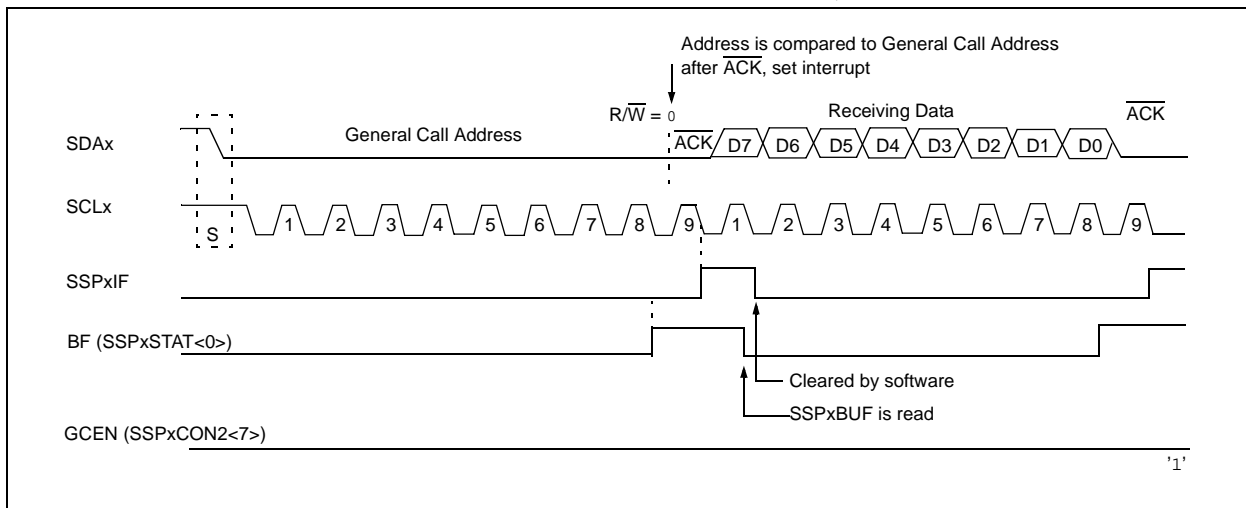 Address is compared to General Call Address
after ACK, set interrupt
R/W = 0
Receiving Data
ACK
SDAx
General Call Address
ACK
D7 D6 D5 D4 D3 D2 D1 D0
SCLx
S
1 2 3 4 5 6 7 8 9 1 2 3 4 5 6 7 8 9
SSPxIF
BF (SSPxSTAT<0>)
Cleared by software
SSPxBUF is read
GCEN (SSPxCON2<7>)
'1'